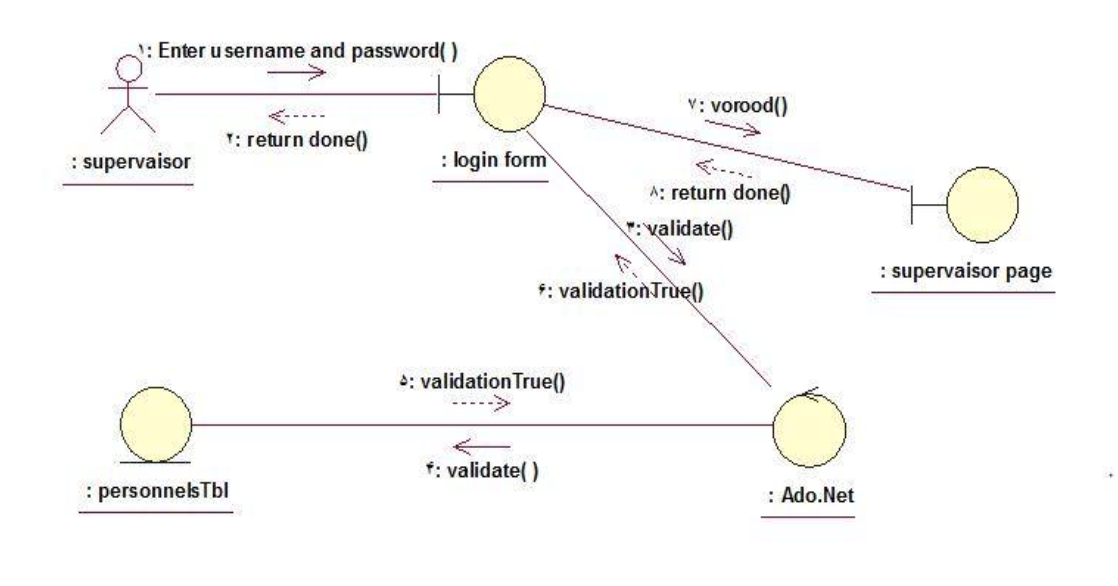 ۱: Enter username and password( )
۲: return done()
: supervaisor
: login form
۷: vorood()
۸: return done()
: supervaisor page
۳: validate()
۶: validationTrue()
۵: validationTrue()
۴: validate( )
: personnelsTbl
: Ado.Net